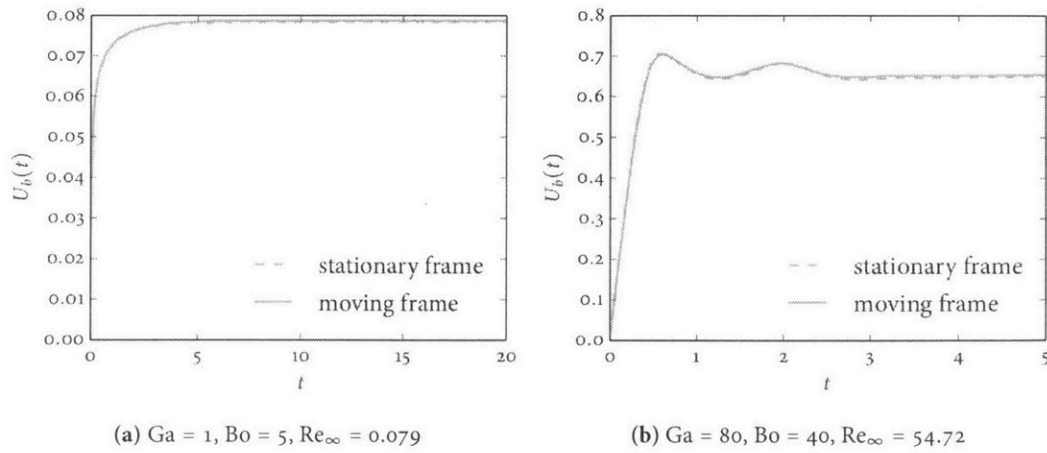 0.08
0.07
0.06
0.05
0.04
0.03
0.02
0.01
0.00
U_b(t)
stationary frame
moving frame
0 5 10 15 20
t
(a) Ga = 1, Bo = 5, Re∞ = 0.079
0.8
0.7
0.6
0.5
0.4
0.3
0.2
0.1
0.0
U_b(t)
stationary frame
moving frame
0 1 2 3 4 5
t
(b) Ga = 80, Bo = 40, Re∞ = 54.72